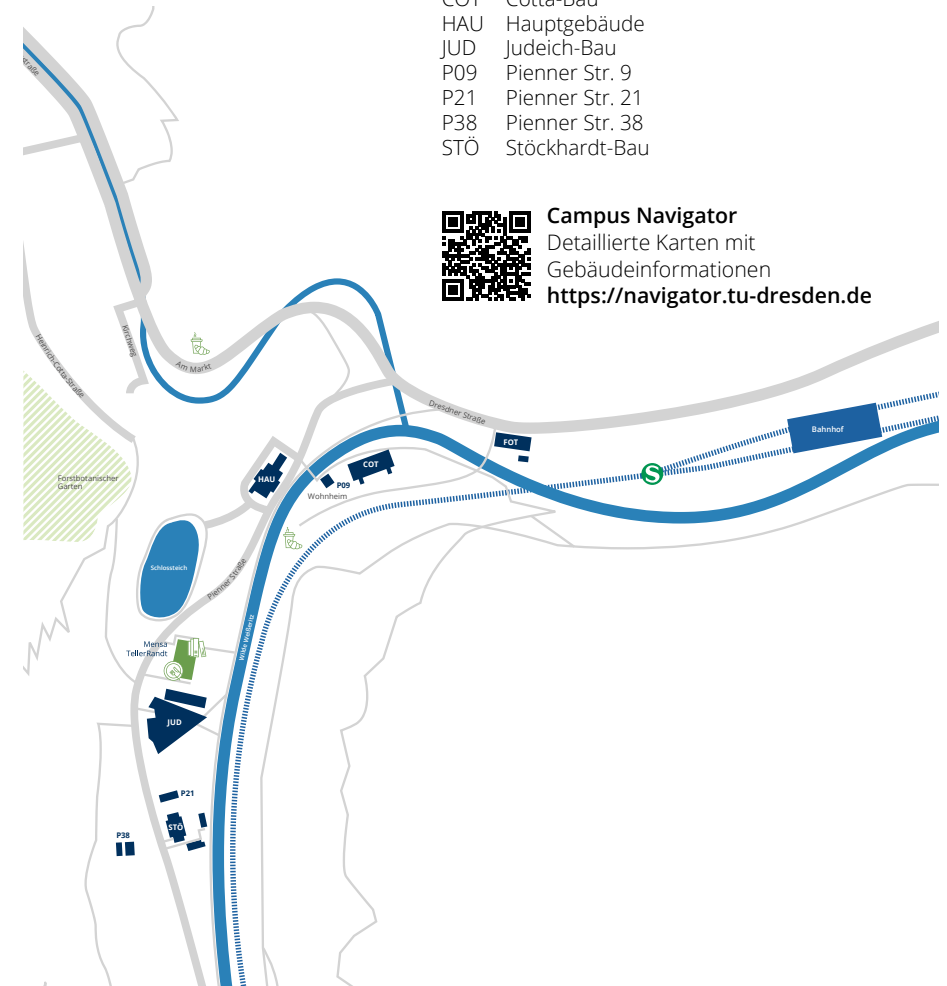 COT Cotta-Bau
HAU Hauptgebäude
JUD Judeich-Bau
P09 Pienner Str. 9
P21 Pienner Str. 21
P38 Pienner Str. 38
STÖ Stöckhardt-Bau
Campus Navigator
Detaillierte Karten mit
Gebäudeinformationen
https://navigator.tu-dresden.de
Kirchweg
Am Markt
Heinrich-Cotta-Straße
Dresdner Straße
Bahnhof
FOT
S
COT
HAU
P09
Wohnheim
Forstbotanischer
Garten
Schlossteich
Pienner Straße
Wilde Weißeritz
Mensa
TellerRandt
JUD
P21
STÖ
P38